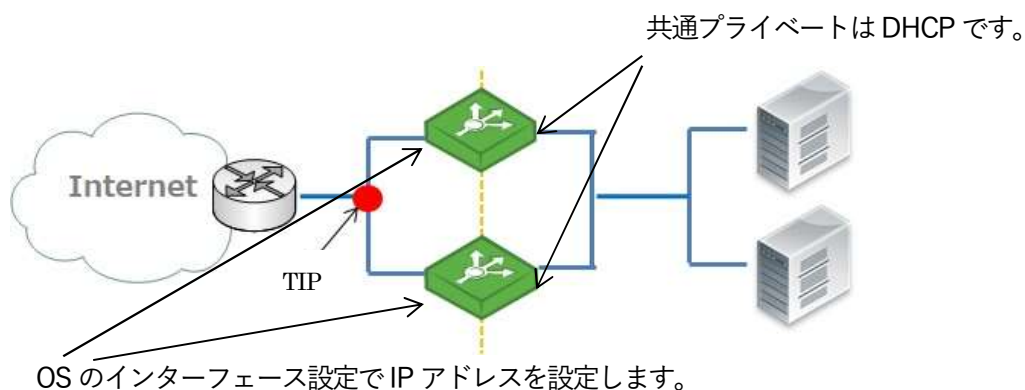 共通プライベートは DHCP です。
Internet
TIP
OS のインターフェース設定で IP アドレスを設定します。